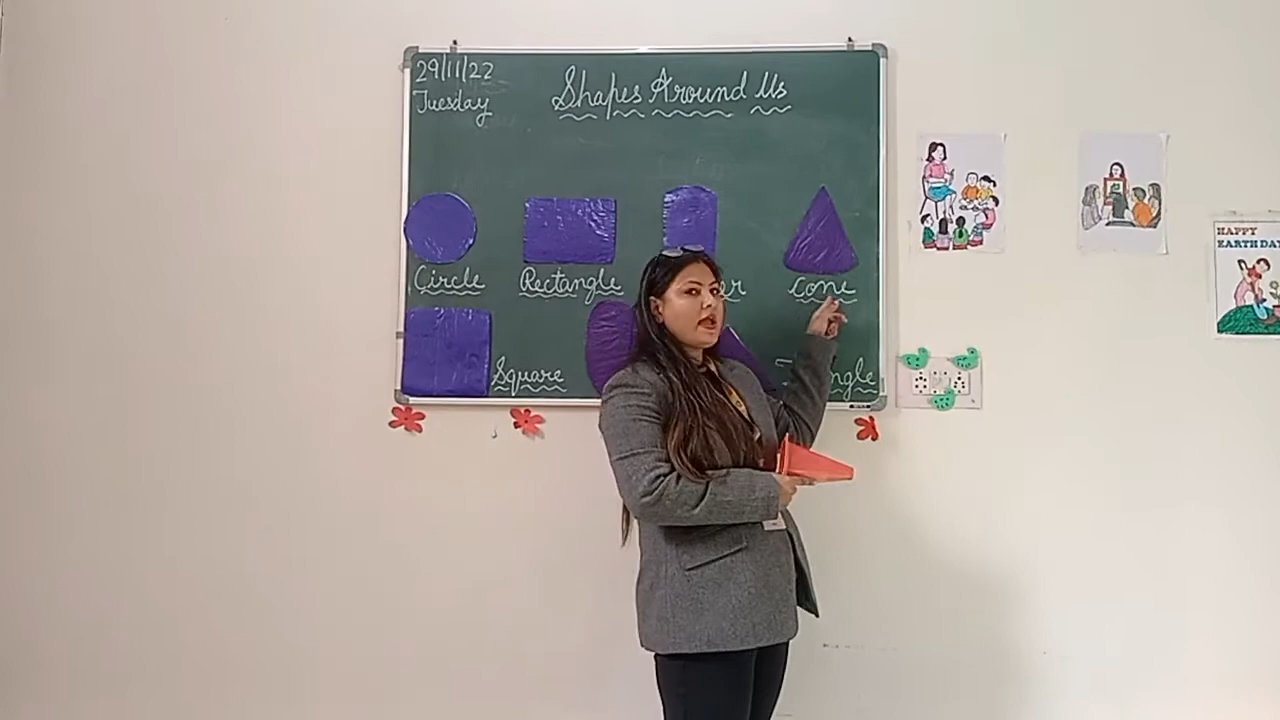 29/11/22
Tuesday
Shapes Around Us
Circle
Rectangle
Cone
Square
HAPPY
EARTH DAY